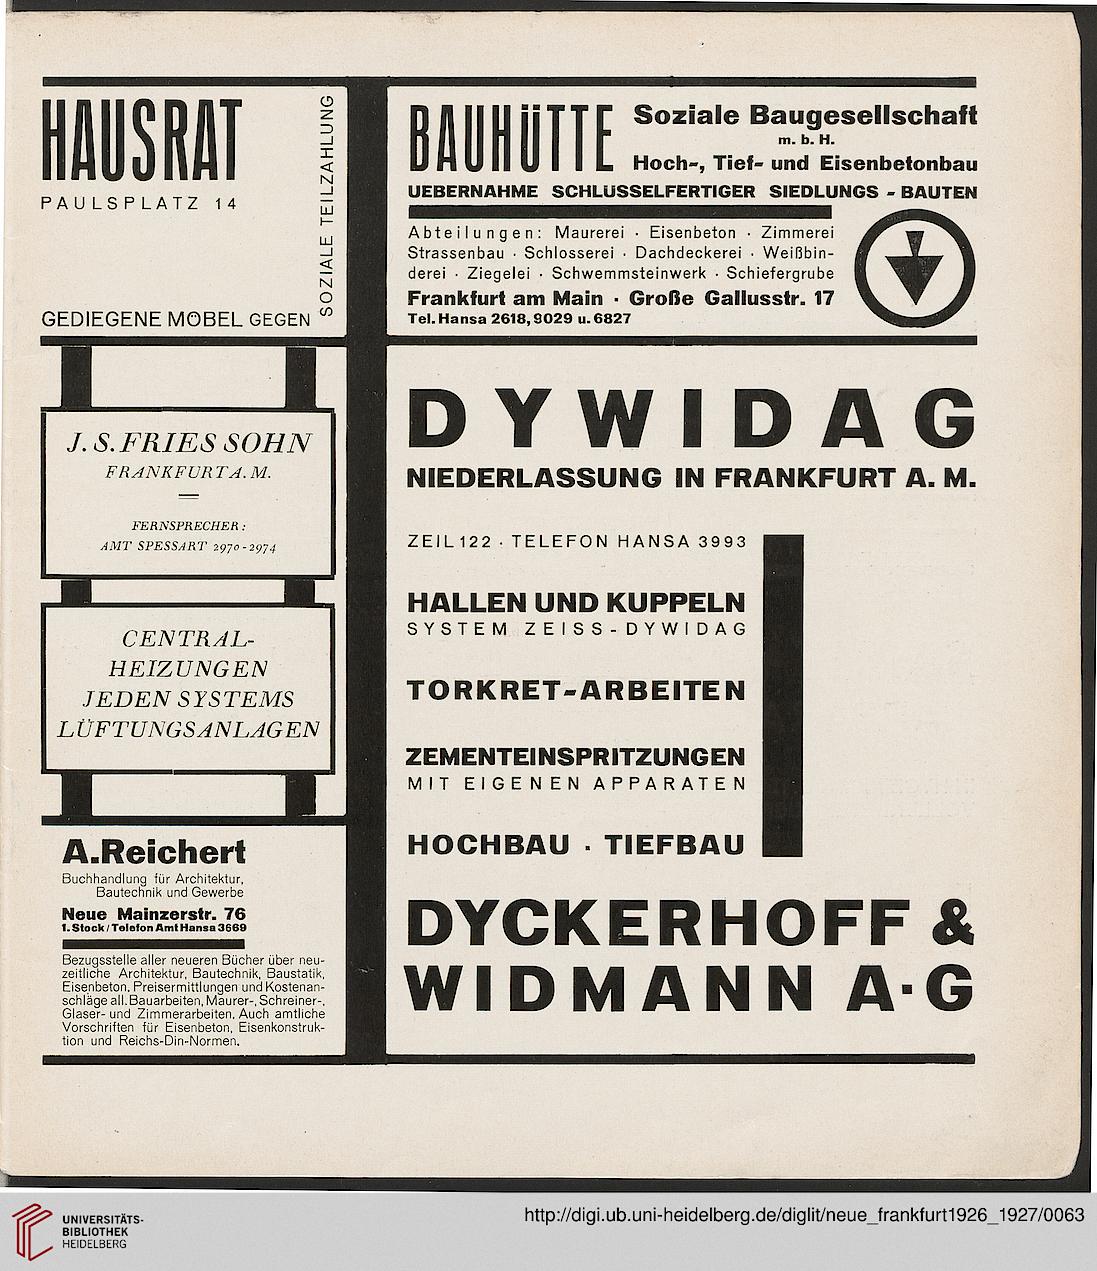 HAUSRAT
PAULSPLATZ 14
GEDIEGENE MÖBEL GEGEN
SOZIALE TEILZAHLUNG
BAUHÜTTE
Soziale Baugesellschaft
m. b. H.
Hoch-, Tief- und Eisenbetonbau
UEBERNAHME SCHLÜSSELFERTIGER SIEDLUNGS - BAUTEN
Abteilungen: Maurerei · Eisenbeton · Zimmerei
Strassenbau · Schlosserei · Dachdeckerei · Weißbin-
derei · Ziegelei · Schwemmsteinwerk · Schiefergrube
Frankfurt am Main · Große Gallusstr. 17
Tel. Hansa 2618, 9029 u. 6827
J. S. FRIES SOHN
FRANKFURT A. M.
FERNSPRECHER:
AMT SPESSART 2970-2974
CENTRAL-
HEIZUNGEN
JEDEN SYSTEMS
LÜFTUNGSANLAGEN
A. Reichert
Buchhandlung für Architektur,
Bautechnik und Gewerbe
Neue Mainzerstr. 76
1. Stock / Telefon Amt Hansa 3669
Bezugsstelle aller neueren Bücher über neu-
zeitliche Architektur, Bautechnik, Baustatik,
Eisenbeton, Preisermittlungen und Kostenan-
schläge all. Bauarbeiten, Maurer-, Schreiner-,
Glaser- und Zimmerarbeiten. Auch amtliche
Vorschriften für Eisenbeton, Eisenkonstruk-
tion und Reichs-Din-Normen.
DYWIDAG
NIEDERLASSUNG IN FRANKFURT A. M.
ZEIL 122 · TELEFON HANSA 3993
HALLEN UND KUPPELN
SYSTEM ZEISS-DYWIDAG
TORKRET-ARBEITEN
ZEMENTEINSPRITZUNGEN
MIT EIGENEN APPARATEN
HOCHBAU · TIEFBAU
DYCKERHOFF &
WIDMANN A·G
UNIVERSITÄTS-
BIBLIOTHEK
HEIDELBERG
http://digi.ub.uni-heidelberg.de/diglit/neue_frankfurt1926_1927/0063